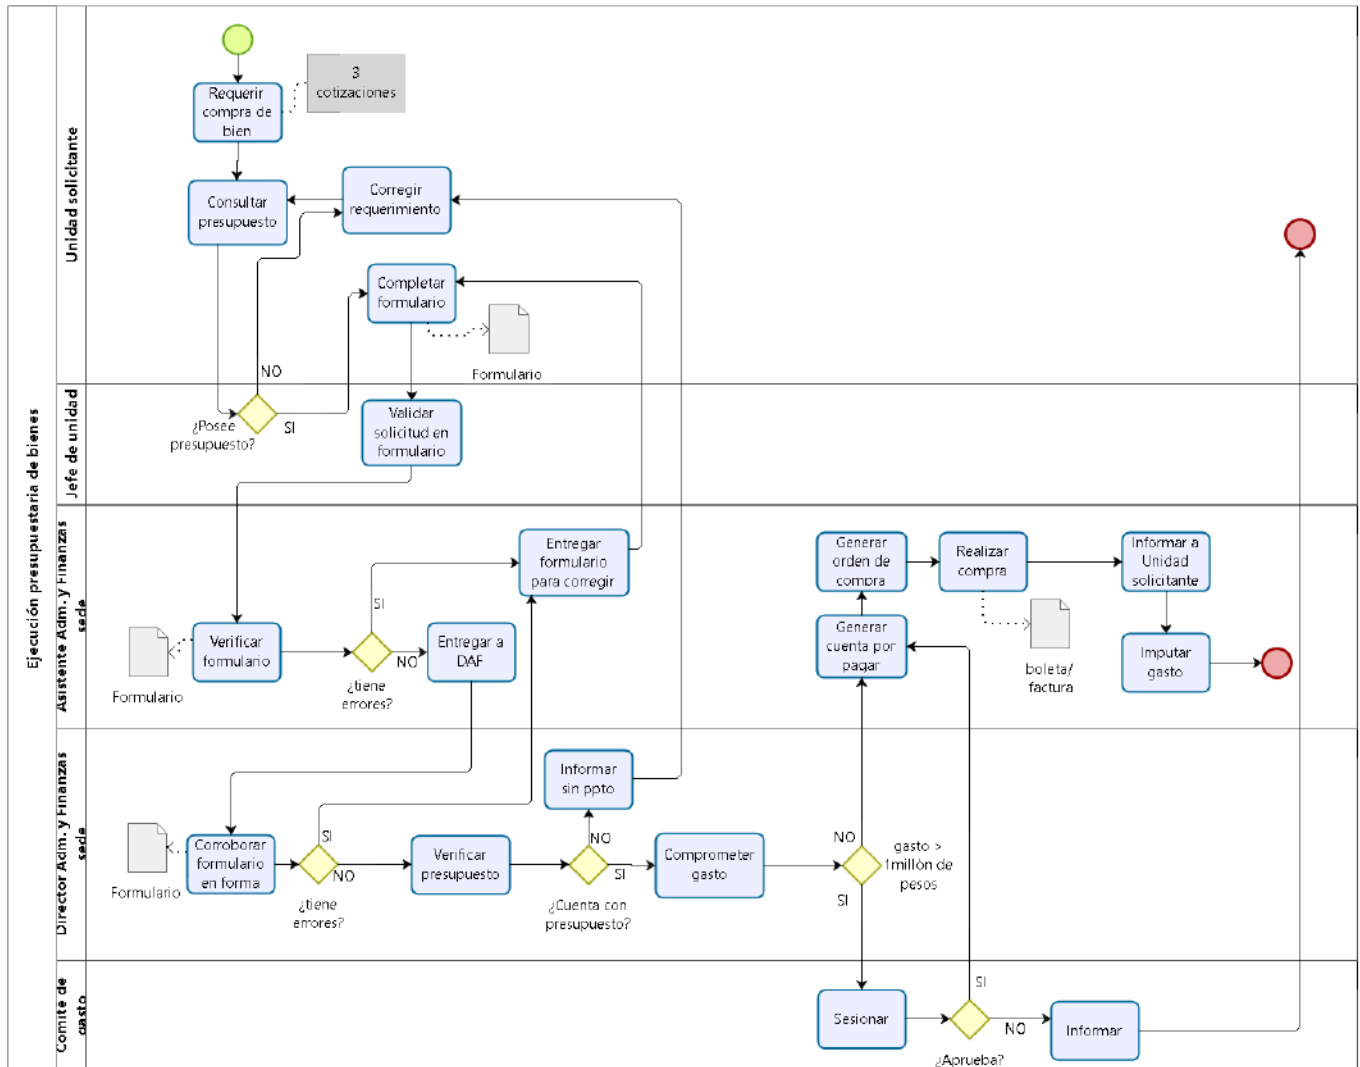 Ejecución presupuestaria de bienes
Unidad solicitante
3
cotizaciones
Requerir
compra de
bien
Consultar
presupuesto
Corregir
requerimiento
Completar
formulario
Formulario
NO
Jefe de unidad
¿Posee
presupuesto?
SI
Validar
solicitud en
formulario
Asistente Adm. y Finanzas
sede
Formulario
Verificar
formulario
¿tiene
errores?
SI
NO
Entregar
formulario
para corregir
Entregar a
DAF
Generar
orden de
compra
Realizar
compra
Informar a
Unidad
solicitante
Generar
cuenta por
pagar
boleta/
factura
Imputar
gasto
Director Adm. y Finanzas
sede
Formulario
Corroborar
formulario
en forma
¿tiene
errores?
SI
NO
Verificar
presupuesto
Informar
sin ppto
¿Cuenta con
presupuesto?
NO
SI
Comprometer
gasto
NO
SI
gasto >
1millón de
pesos
Comite de
gasto
Sesionar
¿Aprueba?
SI
NO
Informar